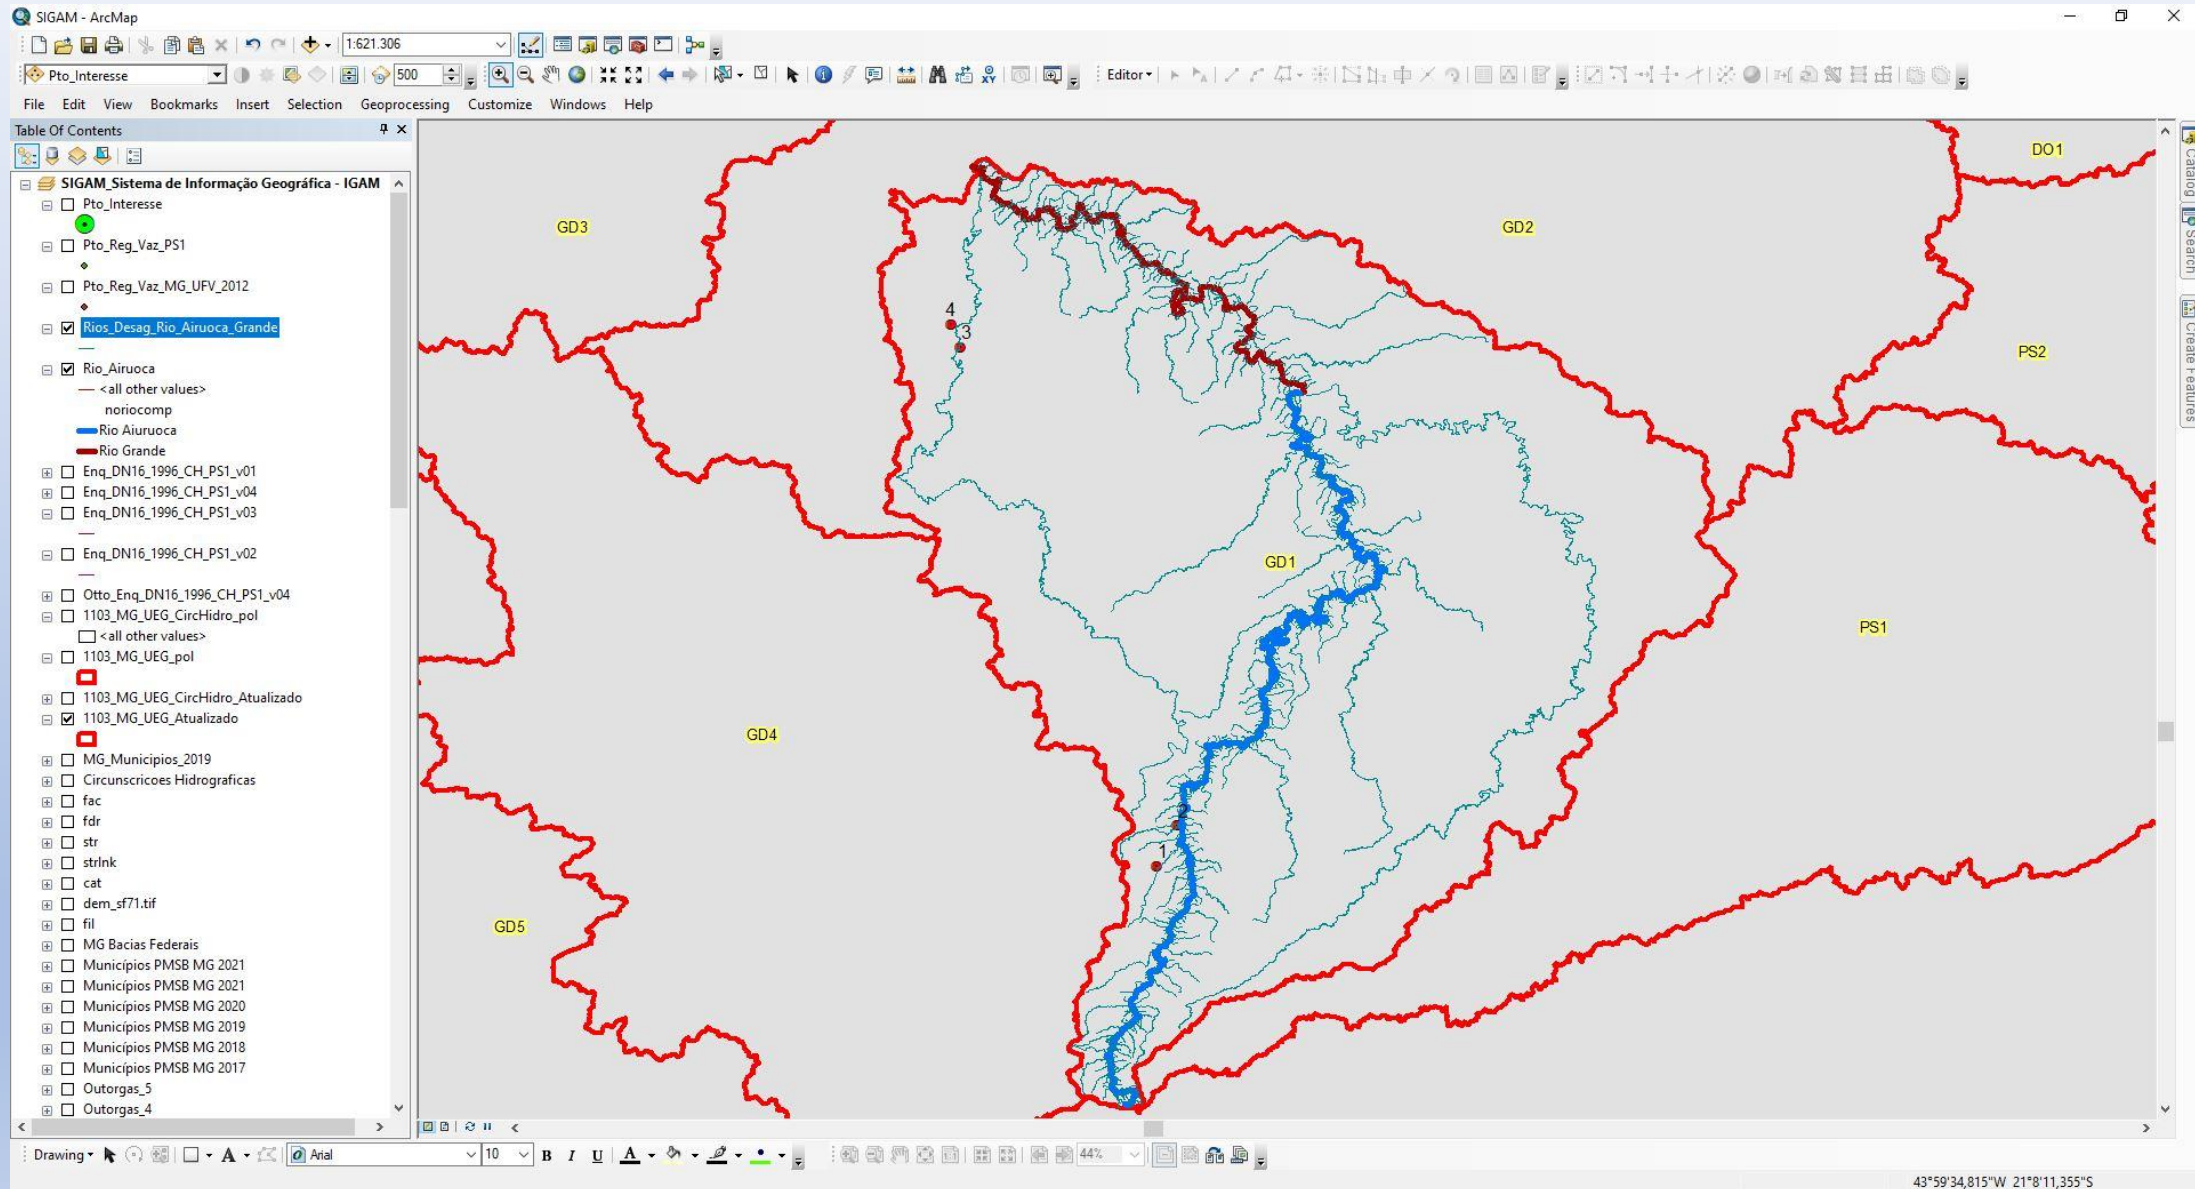 SIGAM - ArcMap
1:621.306
Pto_Interesse
500
Editor
File Edit View Bookmarks Insert Selection Geoprocessing Customize Windows Help
Table Of Contents
SIGAM_Sistema de Informação Geográfica - IGAM
Pto_Interesse
Pto_Reg_Vaz_PS1
Pto_Reg_Vaz_MG_UFV_2012
Rios_Desag_Rio_Airuoca_Grande
Rio_Airuoca
<all other values>
noriocomp
Rio Aiuruoca
Rio Grande
Enq_DN16_1996_CH_PS1_v01
Enq_DN16_1996_CH_PS1_v04
Enq_DN16_1996_CH_PS1_v03
Enq_DN16_1996_CH_PS1_v02
Otto_Enq_DN16_1996_CH_PS1_v04
1103_MG_UEG_CircHidro_pol
<all other values>
1103_MG_UEG_pol
1103_MG_UEG_CircHidro_Atualizado
1103_MG_UEG_Atualizado
MG_Municipios_2019
Circunscricoes Hidrograficas
fac
fdr
str
strlnk
cat
dem_sf71.tif
fil
MG Bacias Federais
Municípios PMSB MG 2021
Municípios PMSB MG 2021
Municípios PMSB MG 2020
Municípios PMSB MG 2019
Municípios PMSB MG 2018
Municípios PMSB MG 2017
Outorgas_5
Outorgas_4
DO1
GD3
GD2
4
3
PS2
GD1
PS1
GD4
2
1
GD5
Catalog
Search
Create Features
Drawing
Arial
10
B I U A
44%
43°59'34,815"W 21°8'11,355"S